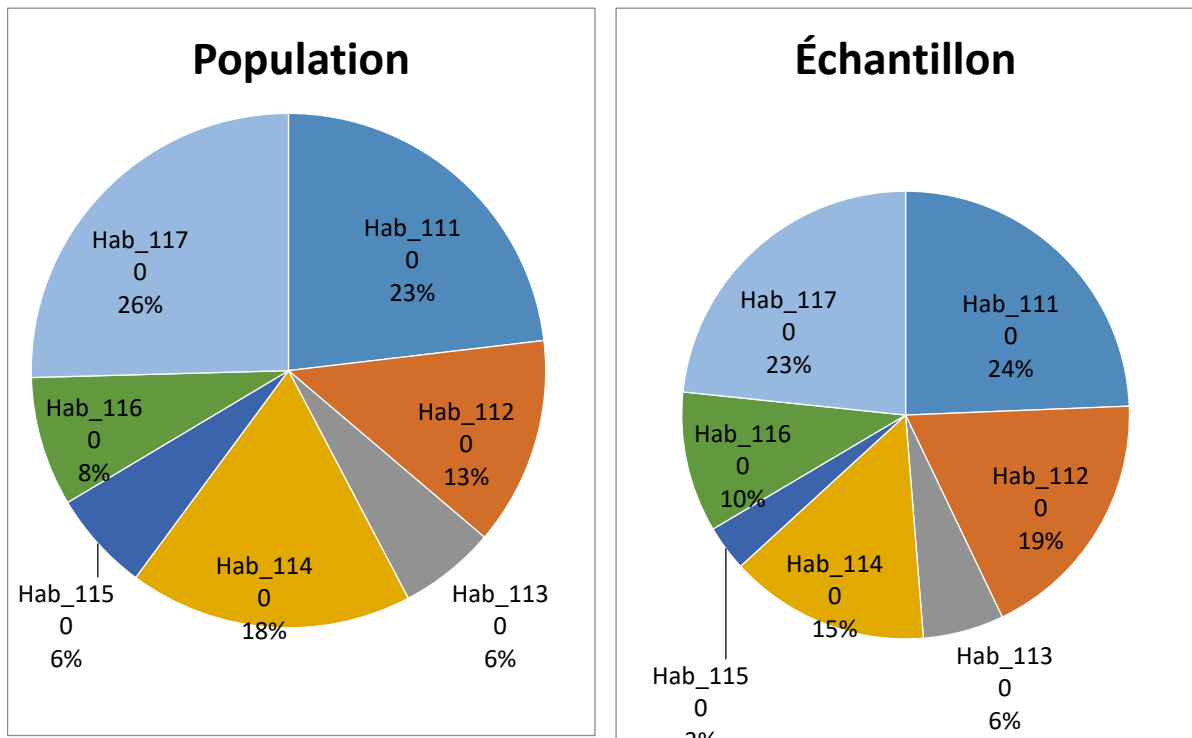 Population
Hab_117
0
26%
Hab_111
0
23%
Hab_116
0
8%
Hab_112
0
13%
Hab_115
0
6%
Hab_114
0
18%
Hab_113
0
6%
Échantillon
Hab_117
0
23%
Hab_111
0
24%
Hab_116
0
10%
Hab_112
0
19%
Hab_114
0
15%
Hab_115
0
Hab_113
0
6%